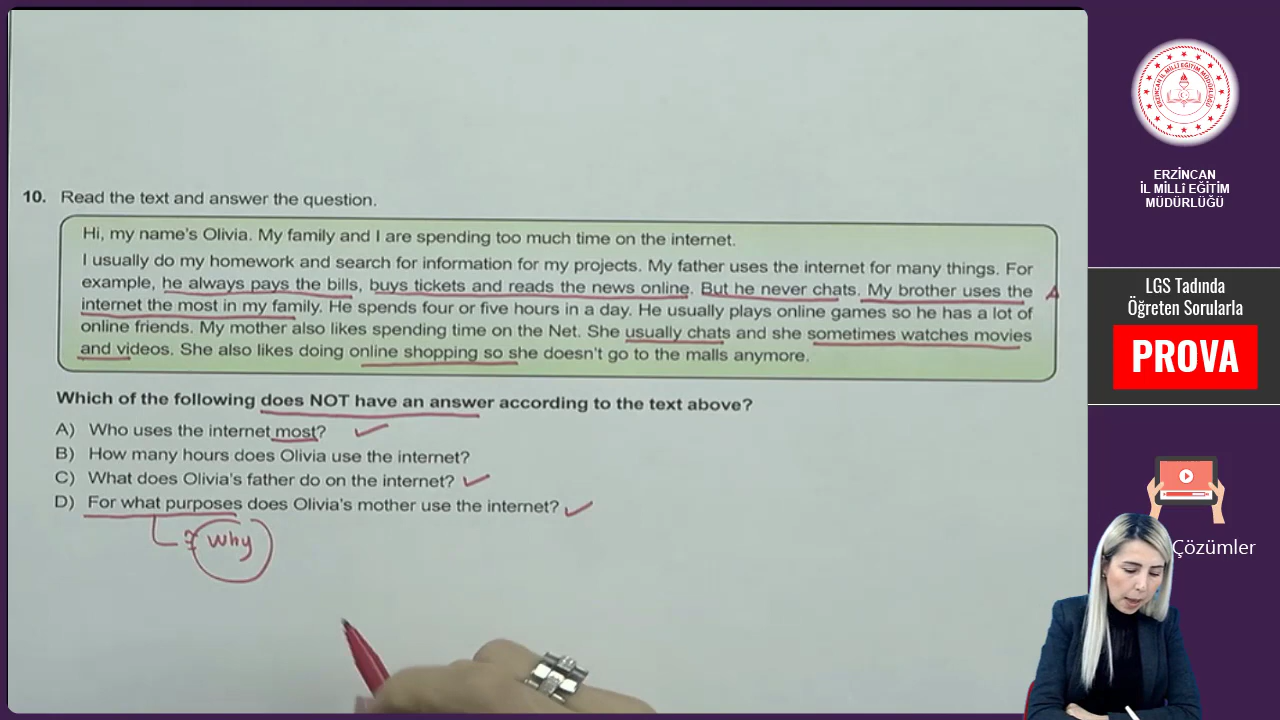 10. Read the text and answer the question.
Hi, my name's Olivia. My family and I are spending too much time on the internet.
I usually do my homework and search for information for my projects. My father uses the internet for many things. For
example, he always pays the bills, buys tickets and reads the news online. But he never chats. My brother uses the A
internet the most in my family. He spends four or five hours in a day. He usually plays online games so he has a lot of
online friends. My mother also likes spending time on the Net. She usually chats and she sometimes watches movies
and videos. She also likes doing online shopping so she doesn't go to the malls anymore.
Which of the following does NOT have an answer according to the text above?
A) Who uses the internet most?
B) How many hours does Olivia use the internet?
C) What does Olivia's father do on the internet?
D) For what purposes does Olivia's mother use the internet?
why
ERZİNCAN İL MİLLÎ EĞİTİM MÜDÜRLÜĞÜ
ERZİNCAN
İL MİLLÎ EĞİTİM
MÜDÜRLÜĞÜ
LGS Tadında
Öğreten Sorularla
PROVA
Çözümler